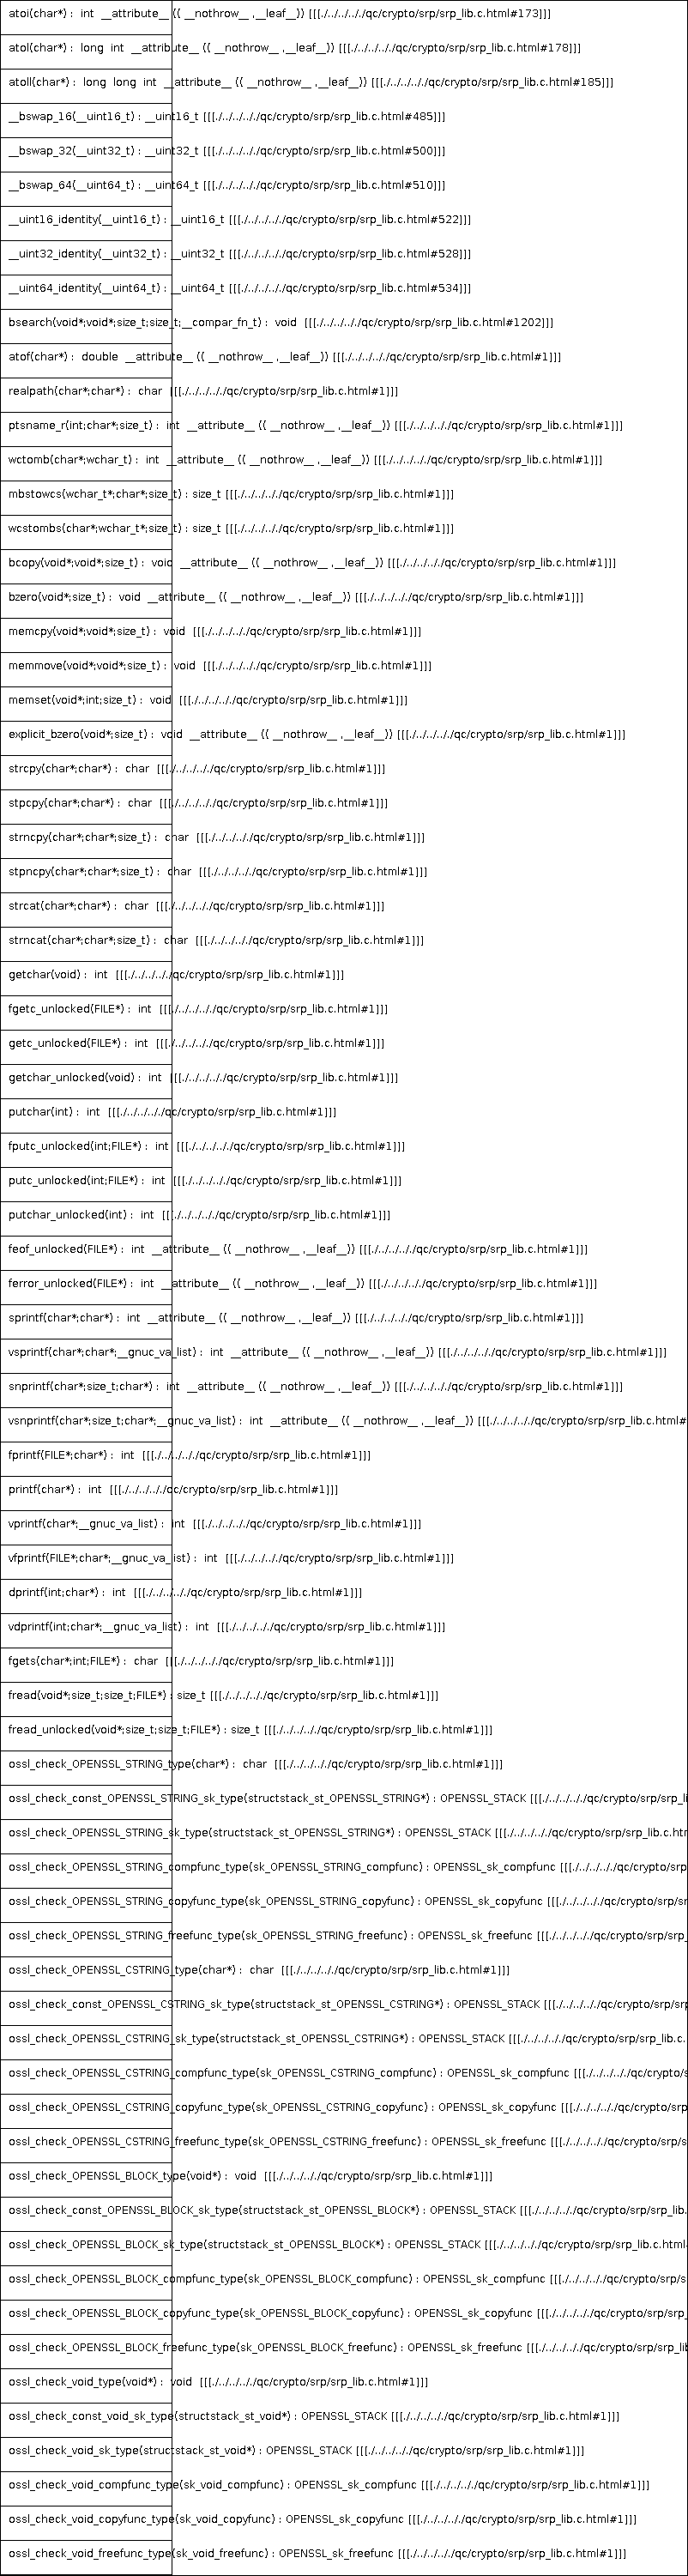 atoi(char*) :  int  __attribute__ (( __nothrow__ ,__leaf__)) [[[./../../../qc/crypto/srp/srp_lib.c.html#173]]]
atol(char*) :  long  int  __attribute__ (( __nothrow__ ,__leaf__)) [[[./../../../qc/crypto/srp/srp_lib.c.html#178]]]
atoll(char*) :  long  long  int  __attribute__ (( __nothrow__ ,__leaf__)) [[[./../../../qc/crypto/srp/srp_lib.c.html#185]]]
__bswap_16(__uint16_t) : __uint16_t [[[./../../../qc/crypto/srp/srp_lib.c.html#485]]]
__bswap_32(__uint32_t) : __uint32_t [[[./../../../qc/crypto/srp/srp_lib.c.html#500]]]
__bswap_64(__uint64_t) : __uint64_t [[[./../../../qc/crypto/srp/srp_lib.c.html#510]]]
__uint16_identity(__uint16_t) : __uint16_t [[[./../../../qc/crypto/srp/srp_lib.c.html#522]]]
__uint32_identity(__uint32_t) : __uint32_t [[[./../../../qc/crypto/srp/srp_lib.c.html#528]]]
__uint64_identity(__uint64_t) : __uint64_t [[[./../../../qc/crypto/srp/srp_lib.c.html#534]]]
bsearch(void*;void*;size_t;size_t;__compar_fn_t) :  void  [[[./../../../qc/crypto/srp/srp_lib.c.html#1202]]]
atof(char*) :  double  __attribute__ (( __nothrow__ ,__leaf__)) [[[./../../../qc/crypto/srp/srp_lib.c.html#1]]]
realpath(char*;char*) :  char  [[[./../../../qc/crypto/srp/srp_lib.c.html#1]]]
ptsname_r(int;char*;size_t) :  int  __attribute__ (( __nothrow__ ,__leaf__)) [[[./../../../qc/crypto/srp/srp_lib.c.html#1]]]
wctomb(char*;wchar_t) :  int  __attribute__ (( __nothrow__ ,__leaf__)) [[[./../../../qc/crypto/srp/srp_lib.c.html#1]]]
mbstowcs(wchar_t*;char*;size_t) : size_t [[[./../../../qc/crypto/srp/srp_lib.c.html#1]]]
wcstombs(char*;wchar_t*;size_t) : size_t [[[./../../../qc/crypto/srp/srp_lib.c.html#1]]]
bcopy(void*;void*;size_t) :  void  __attribute__ (( __nothrow__ ,__leaf__)) [[[./../../../qc/crypto/srp/srp_lib.c.html#1]]]
bzero(void*;size_t) :  void  __attribute__ (( __nothrow__ ,__leaf__)) [[[./../../../qc/crypto/srp/srp_lib.c.html#1]]]
memcpy(void*;void*;size_t) :  void  [[[./../../../qc/crypto/srp/srp_lib.c.html#1]]]
memmove(void*;void*;size_t) :  void  [[[./../../../qc/crypto/srp/srp_lib.c.html#1]]]
memset(void*;int;size_t) :  void  [[[./../../../qc/crypto/srp/srp_lib.c.html#1]]]
explicit_bzero(void*;size_t) :  void  __attribute__ (( __nothrow__ ,__leaf__)) [[[./../../../qc/crypto/srp/srp_lib.c.html#1]]]
strcpy(char*;char*) :  char  [[[./../../../qc/crypto/srp/srp_lib.c.html#1]]]
stpcpy(char*;char*) :  char  [[[./../../../qc/crypto/srp/srp_lib.c.html#1]]]
strncpy(char*;char*;size_t) :  char  [[[./../../../qc/crypto/srp/srp_lib.c.html#1]]]
stpncpy(char*;char*;size_t) :  char  [[[./../../../qc/crypto/srp/srp_lib.c.html#1]]]
strcat(char*;char*) :  char  [[[./../../../qc/crypto/srp/srp_lib.c.html#1]]]
strncat(char*;char*;size_t) :  char  [[[./../../../qc/crypto/srp/srp_lib.c.html#1]]]
getchar(void) :  int  [[[./../../../qc/crypto/srp/srp_lib.c.html#1]]]
fgetc_unlocked(FILE*) :  int  [[[./../../../qc/crypto/srp/srp_lib.c.html#1]]]
getc_unlocked(FILE*) :  int  [[[./../../../qc/crypto/srp/srp_lib.c.html#1]]]
getchar_unlocked(void) :  int  [[[./../../../qc/crypto/srp/srp_lib.c.html#1]]]
putchar(int) :  int  [[[./../../../qc/crypto/srp/srp_lib.c.html#1]]]
fputc_unlocked(int;FILE*) :  int  [[[./../../../qc/crypto/srp/srp_lib.c.html#1]]]
putc_unlocked(int;FILE*) :  int  [[[./../../../qc/crypto/srp/srp_lib.c.html#1]]]
putchar_unlocked(int) :  int  [[[./../../../qc/crypto/srp/srp_lib.c.html#1]]]
feof_unlocked(FILE*) :  int  __attribute__ (( __nothrow__ ,__leaf__)) [[[./../../../qc/crypto/srp/srp_lib.c.html#1]]]
ferror_unlocked(FILE*) :  int  __attribute__ (( __nothrow__ ,__leaf__)) [[[./../../../qc/crypto/srp/srp_lib.c.html#1]]]
sprintf(char*;char*) :  int  __attribute__ (( __nothrow__ ,__leaf__)) [[[./../../../qc/crypto/srp/srp_lib.c.html#1]]]
vsprintf(char*;char*;__gnuc_va_list) :  int  __attribute__ (( __nothrow__ ,__leaf__)) [[[./../../../qc/crypto/srp/srp_lib.c.html#1]]]
snprintf(char*;size_t;char*) :  int  __attribute__ (( __nothrow__ ,__leaf__)) [[[./../../../qc/crypto/srp/srp_lib.c.html#1]]]
vsnprintf(char*;size_t;char*;__gnuc_va_list) :  int  __attribute__ (( __nothrow__ ,__leaf__)) [[[./../../../qc/crypto/srp/srp_lib.c.html#
fprintf(FILE*;char*) :  int  [[[./../../../qc/crypto/srp/srp_lib.c.html#1]]]
printf(char*) :  int  [[[./../../../qc/crypto/srp/srp_lib.c.html#1]]]
vprintf(char*;__gnuc_va_list) :  int  [[[./../../../qc/crypto/srp/srp_lib.c.html#1]]]
vfprintf(FILE*;char*;__gnuc_va_list) :  int  [[[./../../../qc/crypto/srp/srp_lib.c.html#1]]]
dprintf(int;char*) :  int  [[[./../../../qc/crypto/srp/srp_lib.c.html#1]]]
vdprintf(int;char*;__gnuc_va_list) :  int  [[[./../../../qc/crypto/srp/srp_lib.c.html#1]]]
fgets(char*;int;FILE*) :  char  [[[./../../../qc/crypto/srp/srp_lib.c.html#1]]]
fread(void*;size_t;size_t;FILE*) : size_t [[[./../../../qc/crypto/srp/srp_lib.c.html#1]]]
fread_unlocked(void*;size_t;size_t;FILE*) : size_t [[[./../../../qc/crypto/srp/srp_lib.c.html#1]]]
ossl_check_OPENSSL_STRING_type(char*) :  char  [[[./../../../qc/crypto/srp/srp_lib.c.html#1]]]
ossl_check_const_OPENSSL_STRING_sk_type(structstack_st_OPENSSL_STRING*) : OPENSSL_STACK [[[./../../../qc/crypto/srp/srp_li
ossl_check_OPENSSL_STRING_sk_type(structstack_st_OPENSSL_STRING*) : OPENSSL_STACK [[[./../../../qc/crypto/srp/srp_lib.c.htm
ossl_check_OPENSSL_STRING_compfunc_type(sk_OPENSSL_STRING_compfunc) : OPENSSL_sk_compfunc [[[./../../../qc/crypto/srp
ossl_check_OPENSSL_STRING_copyfunc_type(sk_OPENSSL_STRING_copyfunc) : OPENSSL_sk_copyfunc [[[./../../../qc/crypto/srp/sr
ossl_check_OPENSSL_STRING_freefunc_type(sk_OPENSSL_STRING_freefunc) : OPENSSL_sk_freefunc [[[./../../../qc/crypto/srp/srp_
ossl_check_OPENSSL_CSTRING_type(char*) :  char  [[[./../../../qc/crypto/srp/srp_lib.c.html#1]]]
ossl_check_const_OPENSSL_CSTRING_sk_type(structstack_st_OPENSSL_CSTRING*) : OPENSSL_STACK [[[./../../../qc/crypto/srp/srp
ossl_check_OPENSSL_CSTRING_sk_type(structstack_st_OPENSSL_CSTRING*) : OPENSSL_STACK [[[./../../../qc/crypto/srp/srp_lib.c.
ossl_check_OPENSSL_CSTRING_compfunc_type(sk_OPENSSL_CSTRING_compfunc) : OPENSSL_sk_compfunc [[[./../../../qc/crypto/s
ossl_check_OPENSSL_CSTRING_copyfunc_type(sk_OPENSSL_CSTRING_copyfunc) : OPENSSL_sk_copyfunc [[[./../../../qc/crypto/srp
ossl_check_OPENSSL_CSTRING_freefunc_type(sk_OPENSSL_CSTRING_freefunc) : OPENSSL_sk_freefunc [[[./../../../qc/crypto/srp/s
ossl_check_OPENSSL_BLOCK_type(void*) :  void  [[[./../../../qc/crypto/srp/srp_lib.c.html#1]]]
ossl_check_const_OPENSSL_BLOCK_sk_type(structstack_st_OPENSSL_BLOCK*) : OPENSSL_STACK [[[./../../../qc/crypto/srp/srp_lib.
ossl_check_OPENSSL_BLOCK_sk_type(structstack_st_OPENSSL_BLOCK*) : OPENSSL_STACK [[[./../../../qc/crypto/srp/srp_lib.c.html
ossl_check_OPENSSL_BLOCK_compfunc_type(sk_OPENSSL_BLOCK_compfunc) : OPENSSL_sk_compfunc [[[./../../../qc/crypto/srp/s
ossl_check_OPENSSL_BLOCK_copyfunc_type(sk_OPENSSL_BLOCK_copyfunc) : OPENSSL_sk_copyfunc [[[./../../../qc/crypto/srp/srp_
ossl_check_OPENSSL_BLOCK_freefunc_type(sk_OPENSSL_BLOCK_freefunc) : OPENSSL_sk_freefunc [[[./../../../qc/crypto/srp/srp_lib
ossl_check_void_type(void*) :  void  [[[./../../../qc/crypto/srp/srp_lib.c.html#1]]]
ossl_check_const_void_sk_type(structstack_st_void*) : OPENSSL_STACK [[[./../../../qc/crypto/srp/srp_lib.c.html#1]]]
ossl_check_void_sk_type(structstack_st_void*) : OPENSSL_STACK [[[./../../../qc/crypto/srp/srp_lib.c.html#1]]]
ossl_check_void_compfunc_type(sk_void_compfunc) : OPENSSL_sk_compfunc [[[./../../../qc/crypto/srp/srp_lib.c.html#1]]]
ossl_check_void_copyfunc_type(sk_void_copyfunc) : OPENSSL_sk_copyfunc [[[./../../../qc/crypto/srp/srp_lib.c.html#1]]]
ossl_check_void_freefunc_type(sk_void_freefunc) : OPENSSL_sk_freefunc [[[./../../../qc/crypto/srp/srp_lib.c.html#1]]]